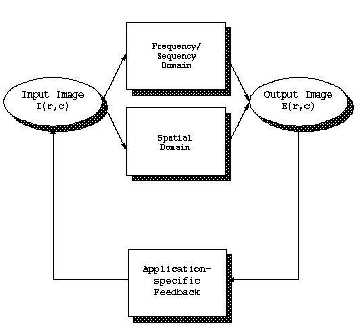 Frequency/
Sequency
Domain
Input Image
I(r,c)
Output Image
E(r,c)
Spatial
Domain
Application-
specific
Feedback